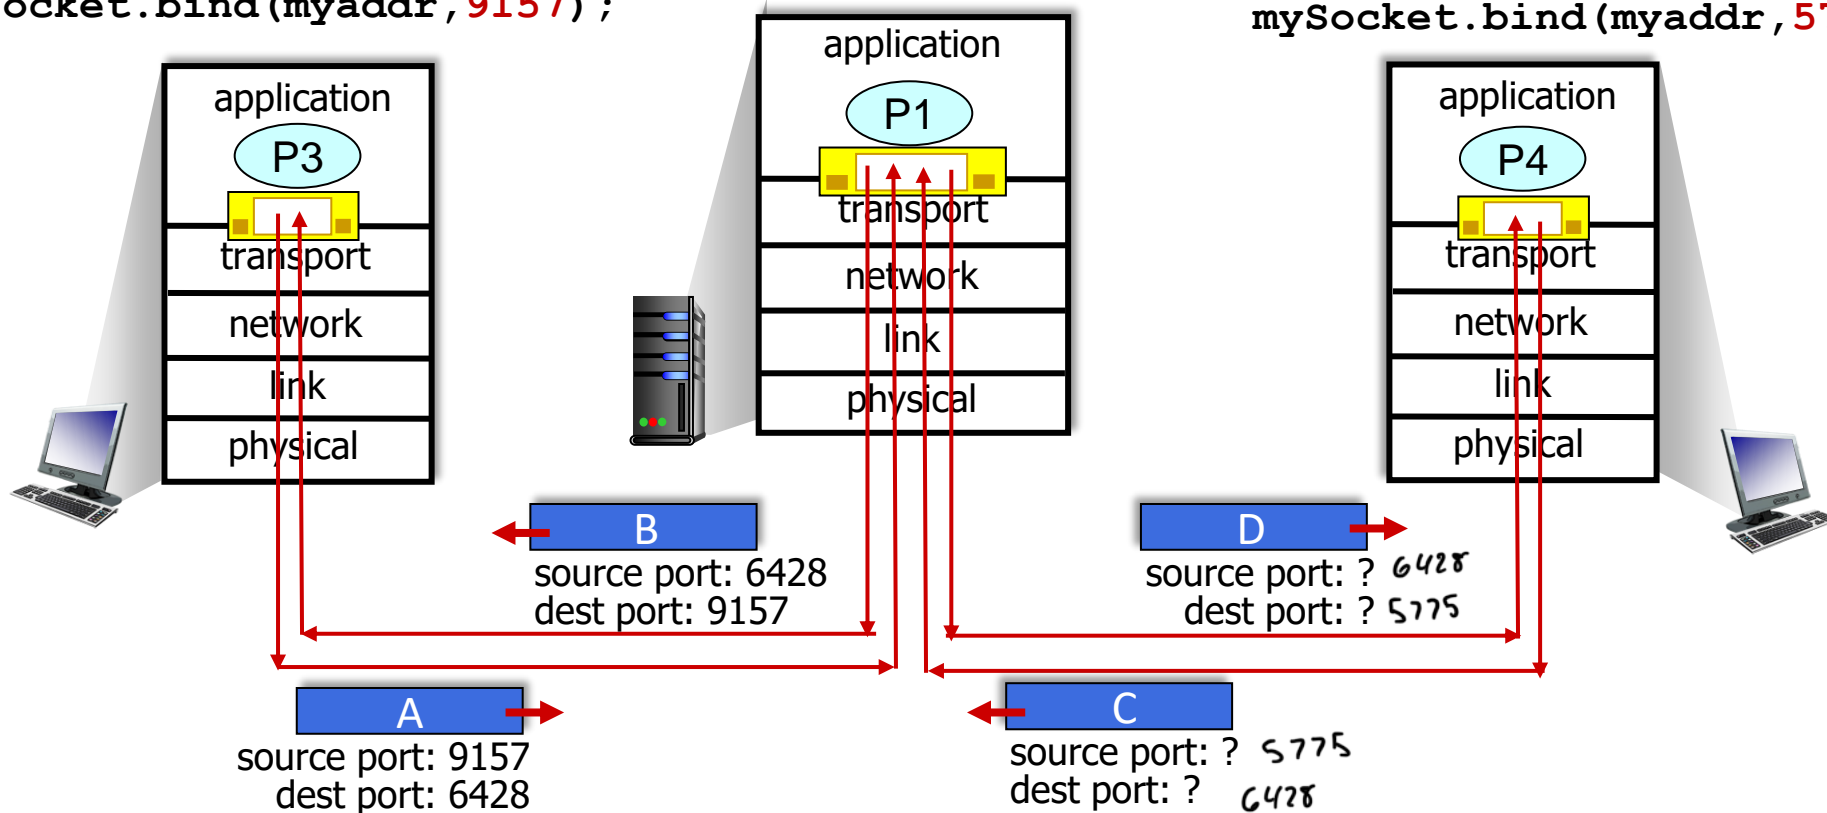 ocket.bind(myaddr,9157);
mySocket.bind(myaddr,57
application
P3
transport
network
link
physical
application
P1
transport
network
link
physical
application
P4
transport
network
link
physical
B
source port: 6428
dest port: 9157
D
source port: ? 6428
dest port: ? 5775
A
source port: 9157
dest port: 6428
C
source port: ? 5775
dest port: ? 6428